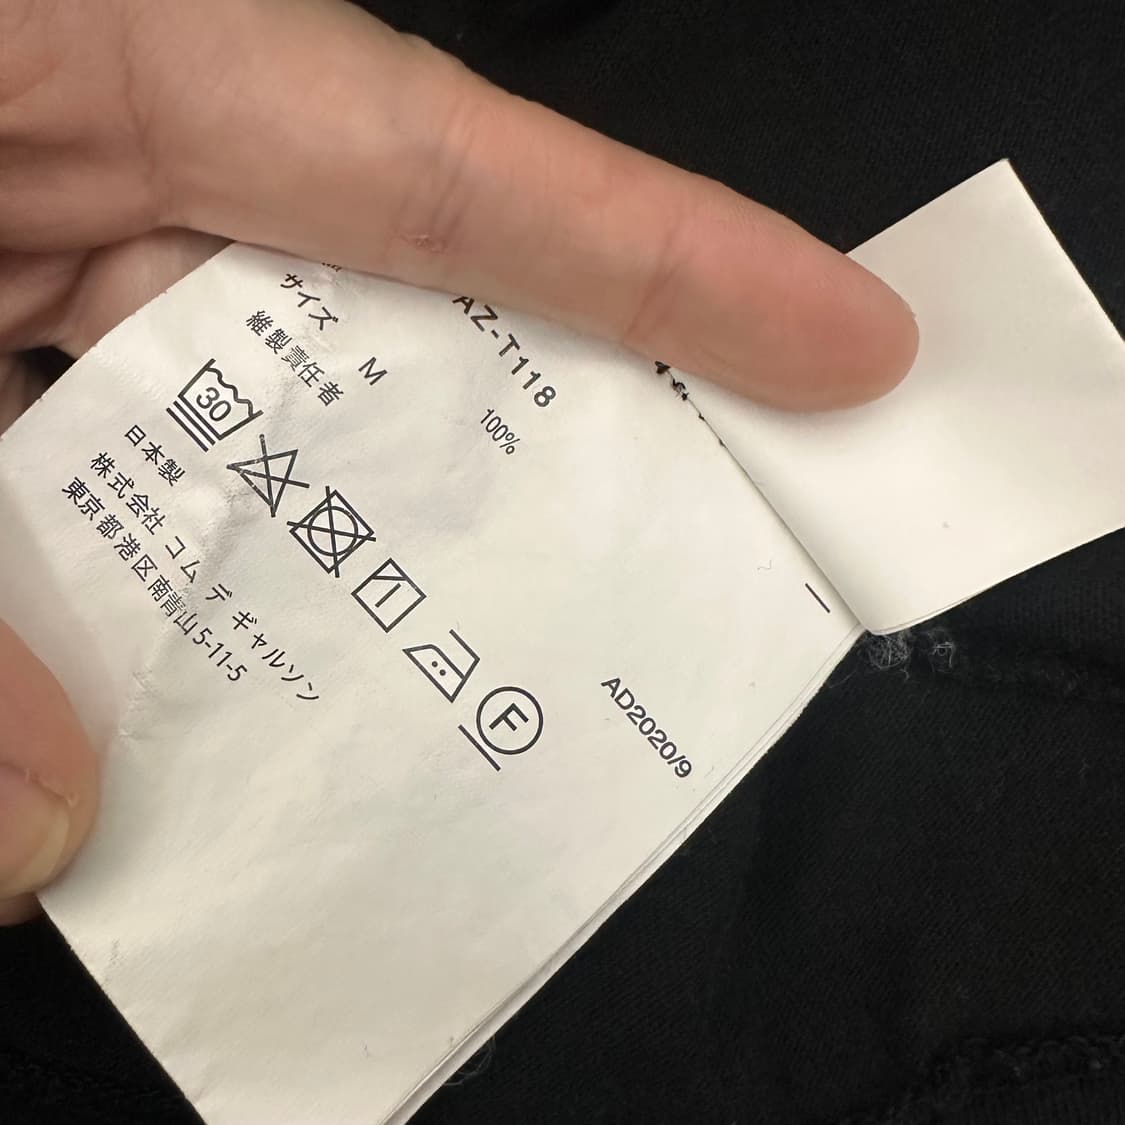 AZ-T118
100%
サイズ M
維製責任者
30
日本製
株式会社 コム デ ギャルソン
東京都港区南青山5-11-5
F
AD2020/9